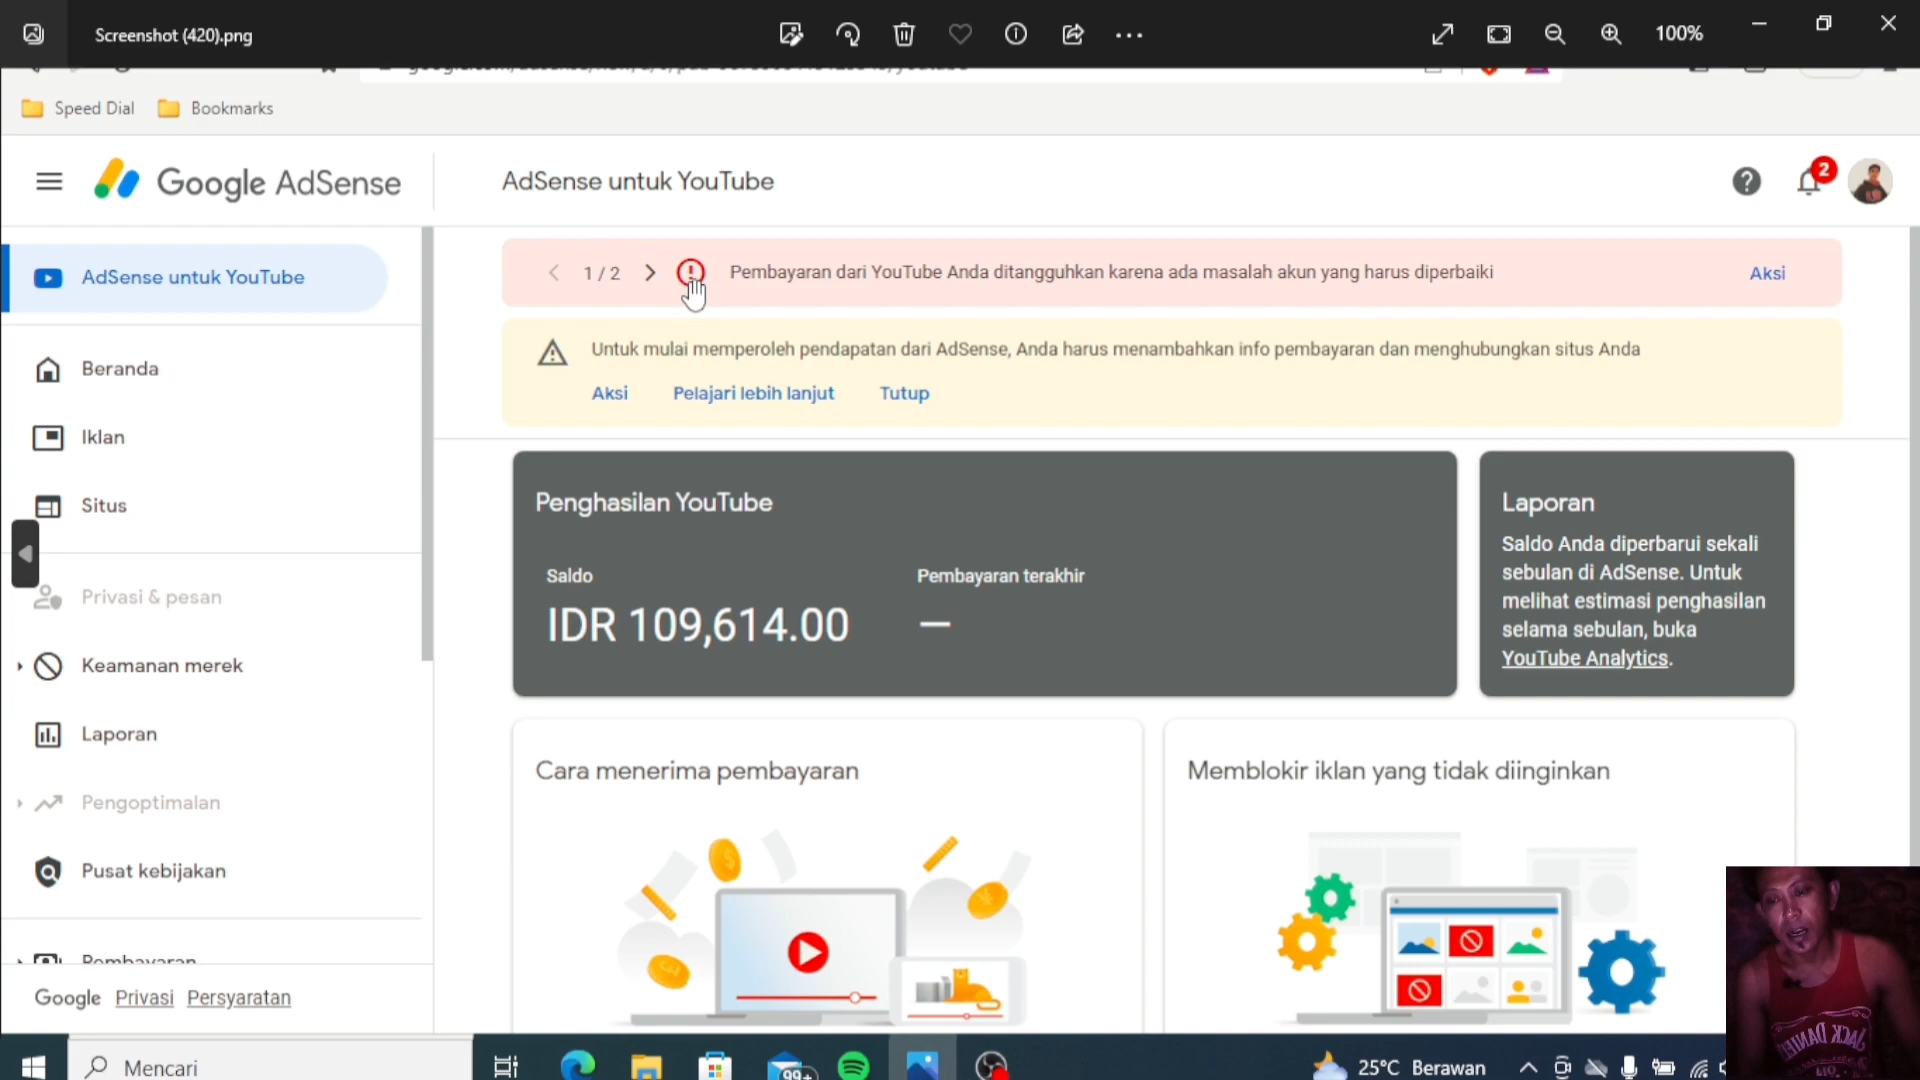 Screenshot (420).png
100%
Speed Dial
Bookmarks
Google AdSense
AdSense untuk YouTube
2
AdSense untuk YouTube
1 / 2
Pembayaran dari YouTube Anda ditangguhkan karena ada masalah akun yang harus diperbaiki
Aksi
Untuk mulai memperoleh pendapatan dari AdSense, Anda harus menambahkan info pembayaran dan menghubungkan situs Anda
Aksi
Pelajari lebih lanjut
Tutup
Beranda
Iklan
Situs
Privasi & pesan
Keamanan merek
Laporan
Pengoptimalan
Pusat kebijakan
Pembayaran
Google Privasi Persyaratan
Penghasilan YouTube
Saldo
IDR 109,614.00
Pembayaran terakhir
—
Laporan
Saldo Anda diperbarui sekali
sebulan di AdSense. Untuk
melihat estimasi penghasilan
selama sebulan, buka
YouTube Analytics.
Cara menerima pembayaran
Memblokir iklan yang tidak diinginkan
Mencari
99+
25°C Berawan